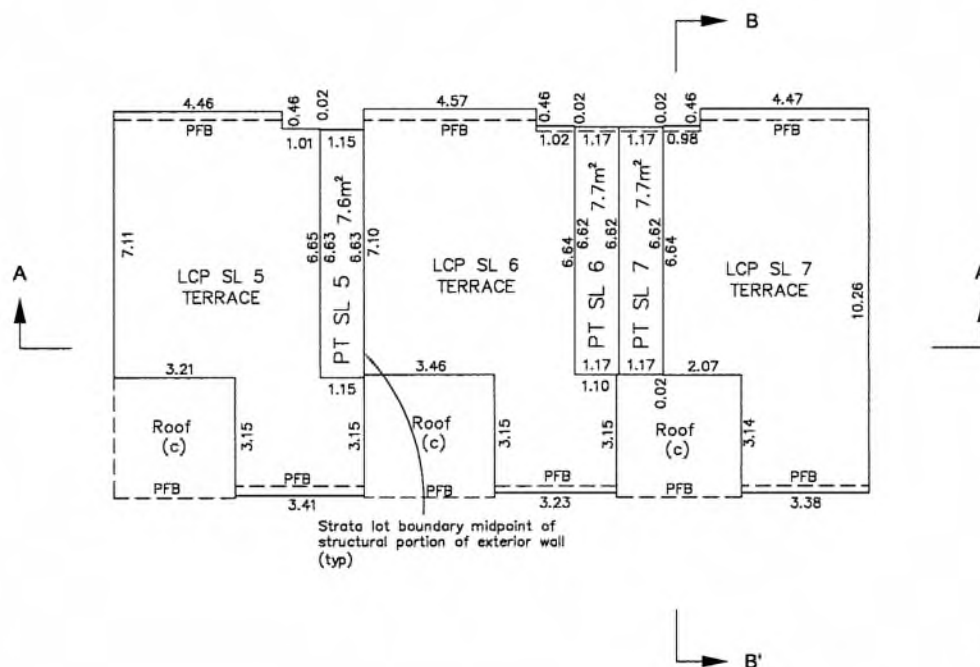 B
4.46
0.46
0.02
4.57
0.46
0.02
0.02
0.46
4.47
PFB
PFB
PFB
1.01
1.15
1.02
1.17
1.17
0.98
7.11
6.65
6.63
PT SL 5 7.6m²
6.63
7.10
6.64
6.62
PT SL 6 7.7m²
6.62
PT SL 7 7.7m²
6.62
6.64
10.26
A
LCP SL 5
TERRACE
LCP SL 6
TERRACE
LCP SL 7
TERRACE
3.21
1.15
3.46
1.17
1.10
1.17
0.02
2.07
Roof
(c)
3.15
3.15
Roof
(c)
3.15
Roof
(c)
3.14
PFB
PFB
3.41
PFB
PFB
3.23
PFB
PFB
3.38
Strata lot boundary midpoint of
structural portion of exterior wall
(typ)
B'